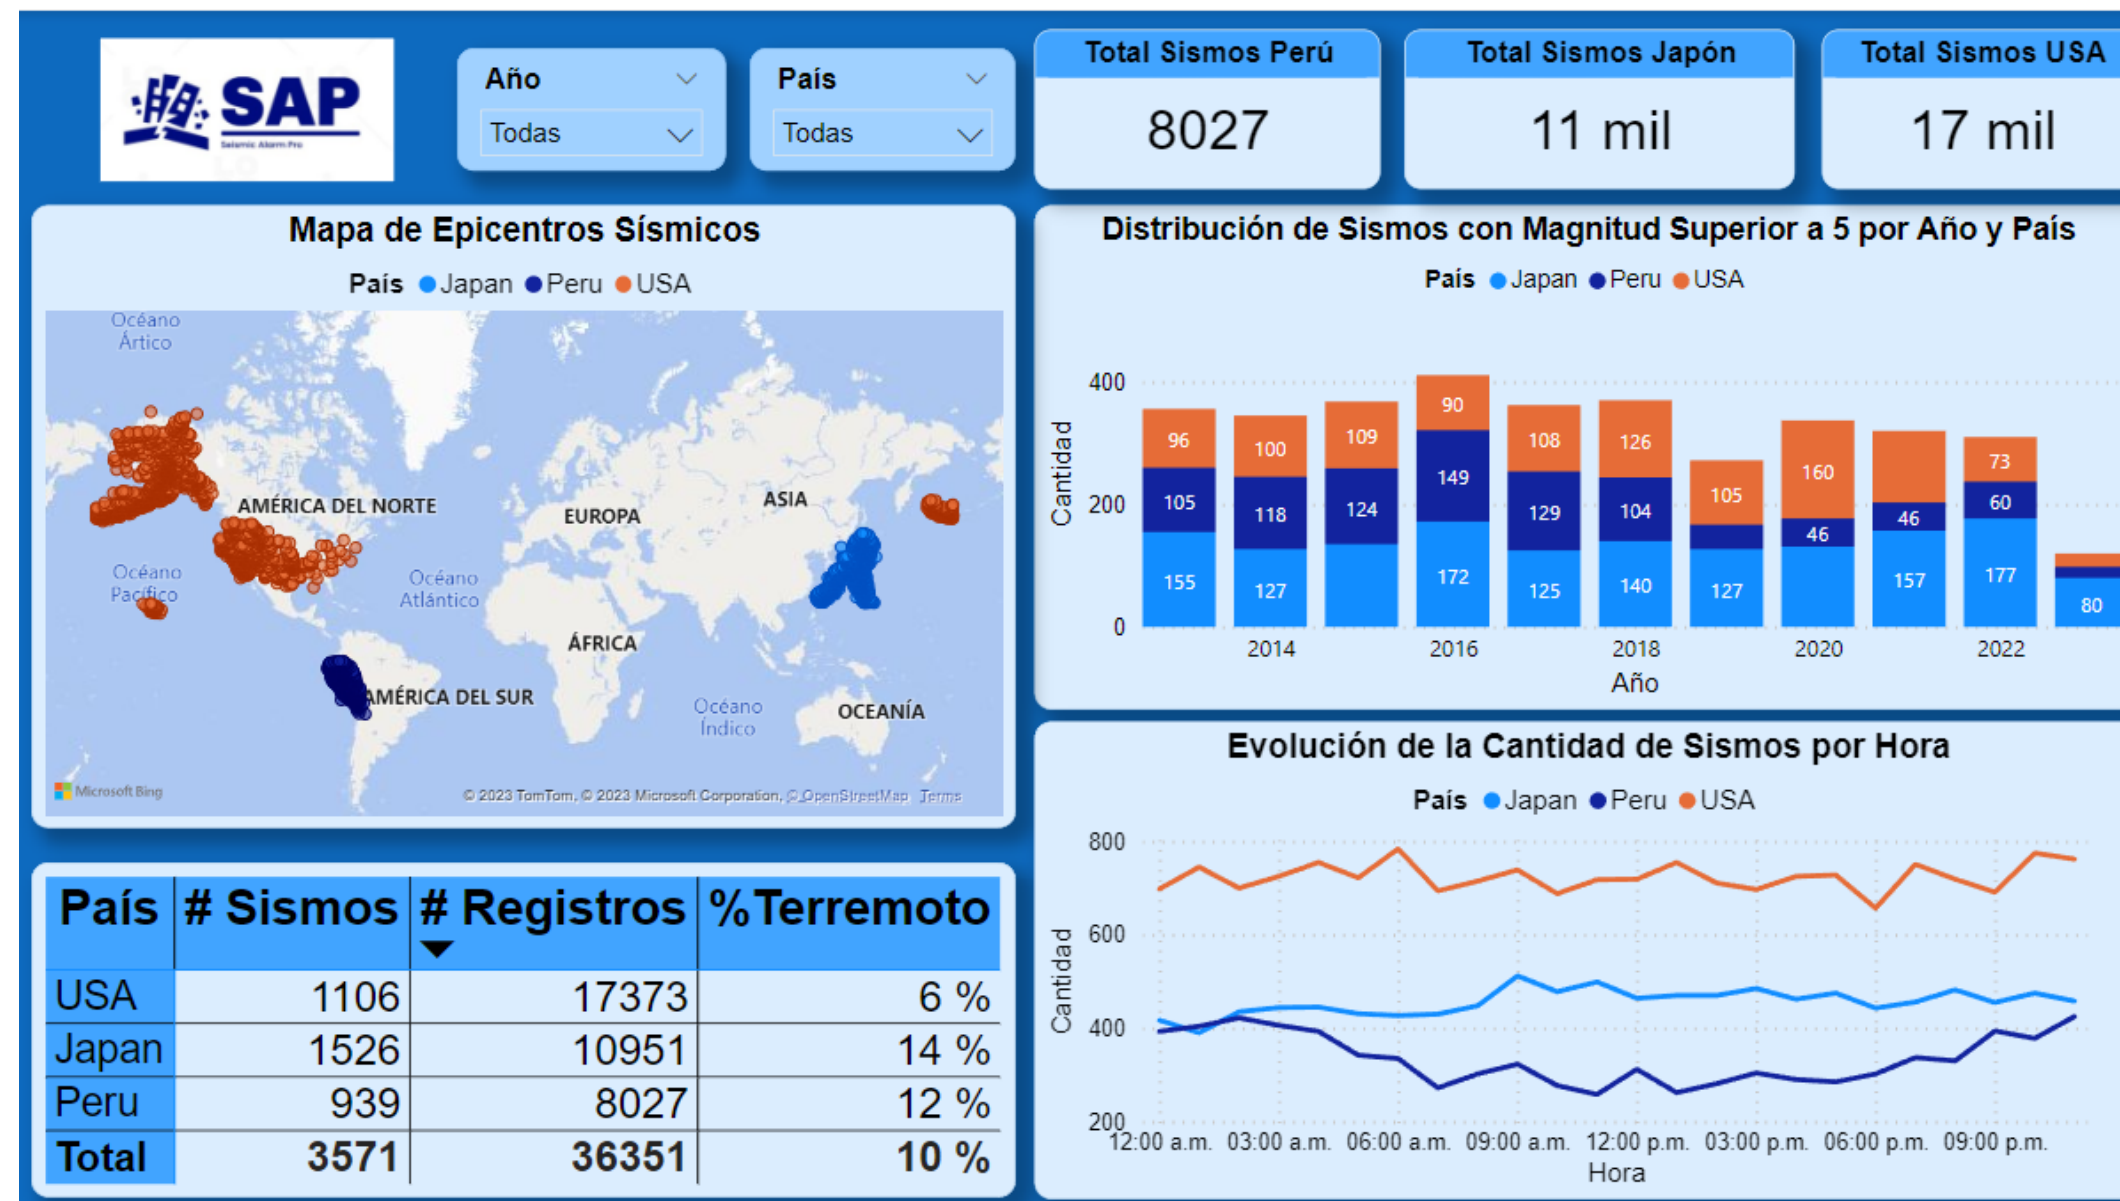 SAP
Seismic Alarm Pro
Año
Todas
País
Todas
Total Sismos Perú
8027
Total Sismos Japón
11 mil
Total Sismos USA
17 mil
Mapa de Epicentros Sísmicos
País Japan Peru USA
Océano
Ártico
AMÉRICA DEL NORTE
EUROPA
ASIA
Océano
Pacífico
Océano
Atlántico
ÁFRICA
AMÉRICA DEL SUR
Océano
Índico
OCEANÍA
Microsoft Bing
© 2023 TomTom, © 2023 Microsoft Corporation, © OpenStreetMap Terms
Distribución de Sismos con Magnitud Superior a 5 por Año y País
País Japan Peru USA
Cantidad
400
200
0
96
105
155
100
118
127
109
124
90
149
172
108
129
125
126
104
140
105
127
160
46
46
157
73
60
177
80
2014 2016 2018 2020 2022
Año
País # Sismos # Registros %Terremoto
USA 1106 17373 6 %
Japan 1526 10951 14 %
Peru 939 8027 12 %
Total 3571 36351 10 %
Evolución de la Cantidad de Sismos por Hora
País Japan Peru USA
Cantidad
800
600
400
200
12:00 a.m. 03:00 a.m. 06:00 a.m. 09:00 a.m. 12:00 p.m. 03:00 p.m. 06:00 p.m. 09:00 p.m.
Hora